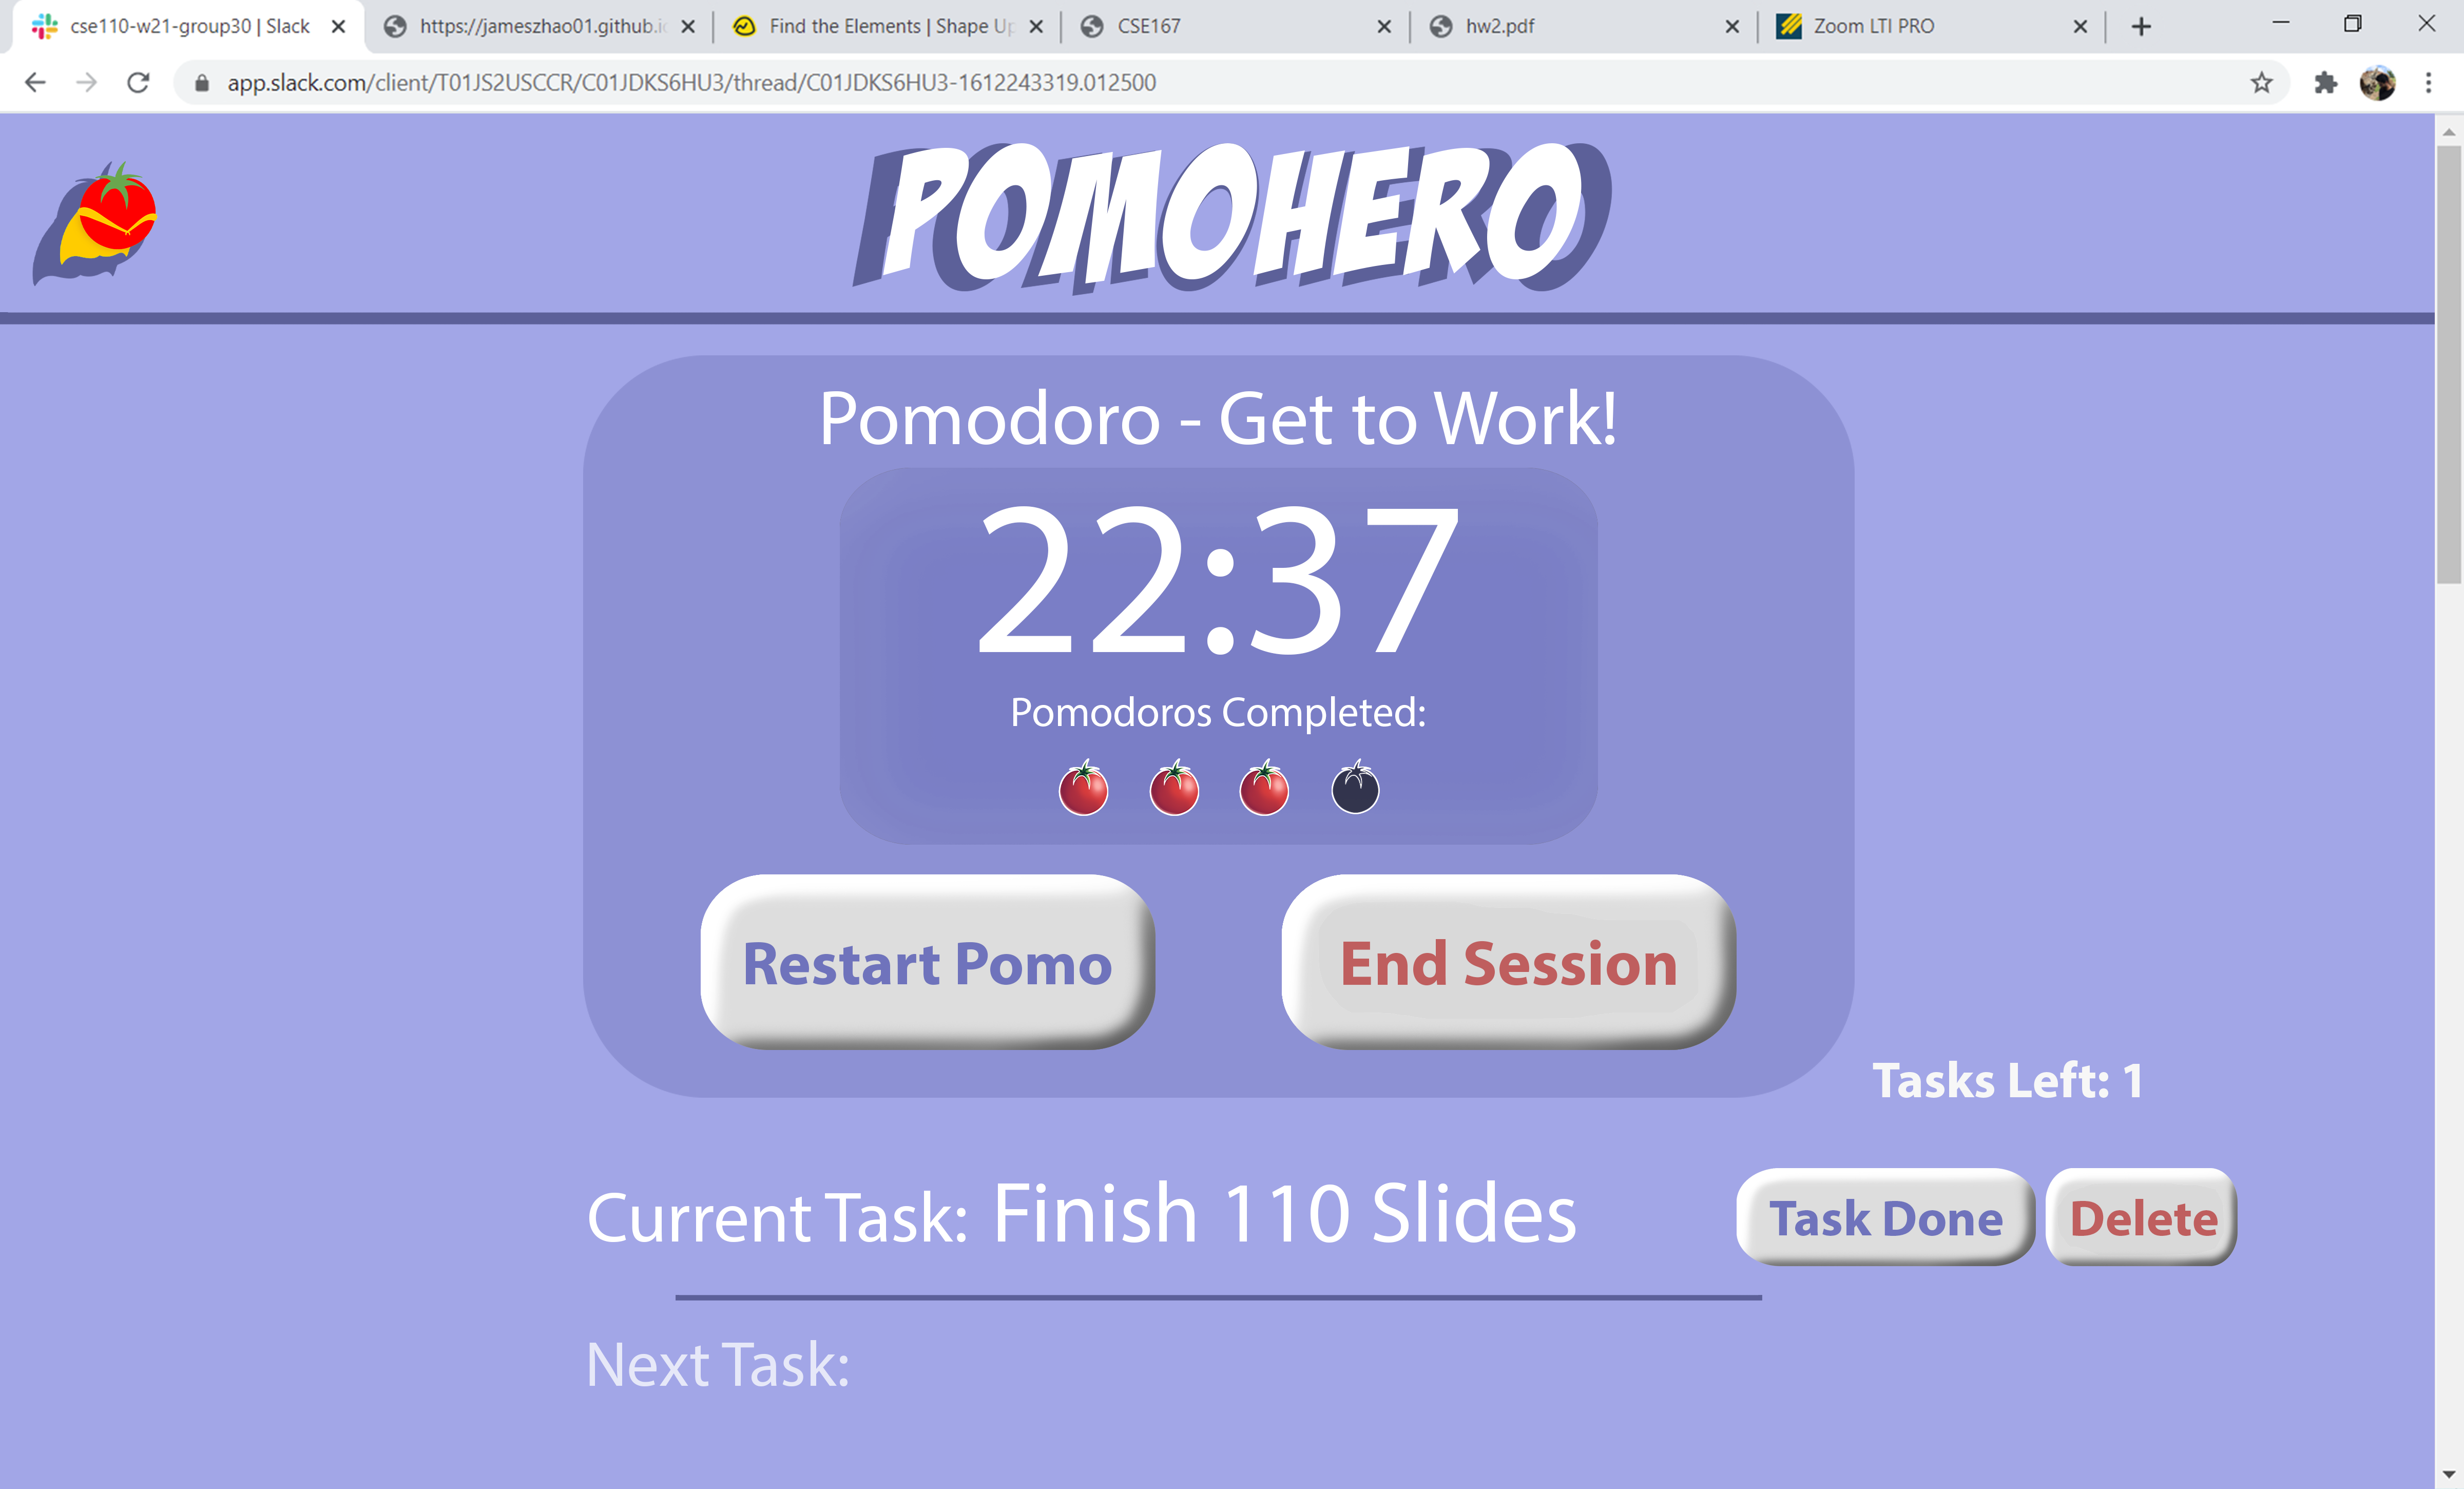 cse110-w21-group30 | Slack
https://jameszhao01.github.i
Find the Elements | Shape Up
CSE167
hw2.pdf
Zoom LTI PRO
app.slack.com/client/T01JS2USCCR/C01JDKS6HU3/thread/C01JDKS6HU3-1612243319.012500
POMOHERO
Pomodoro - Get to Work!
22:37
Pomodoros Completed:
Restart Pomo
End Session
Tasks Left: 1
Current Task: Finish 110 Slides
Task Done
Delete
Next Task: